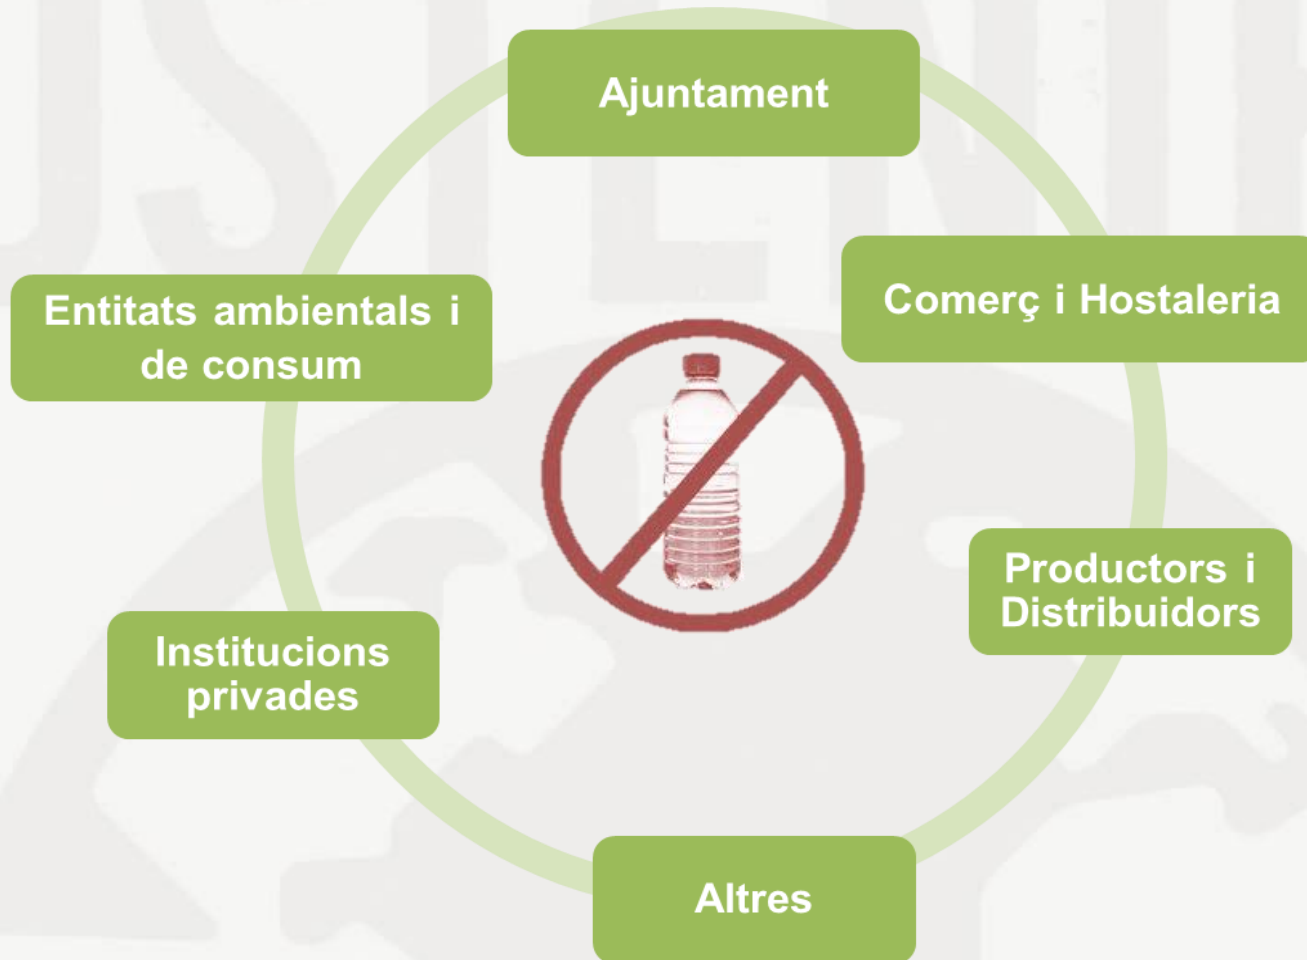 Ajuntament
Comerç i Hostaleria
Entitats ambientals i
de consum
Productors i
Distribuidors
Institucions
privades
Altres